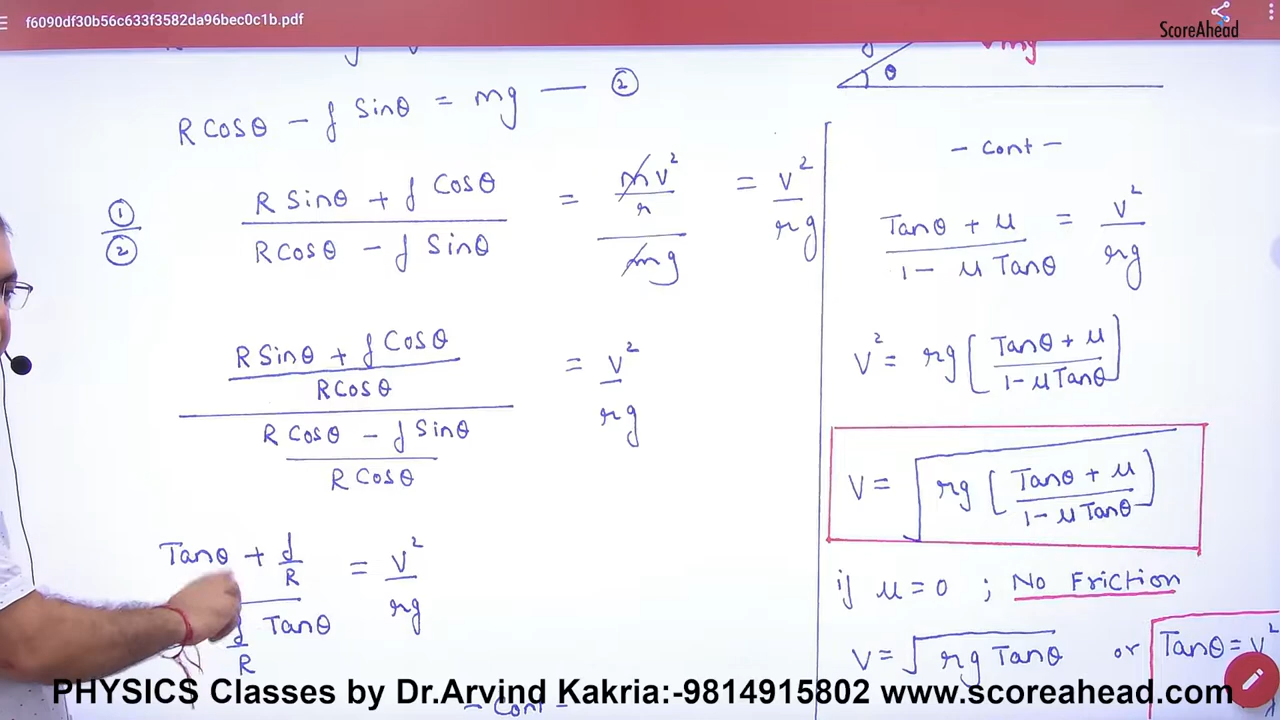 f6090df30b56c633f3582da96bec0c1b.pdf
ScoreAhead
R Cosθ - f Sinθ = mg — ②
①/② (R Sinθ + f Cosθ)/(R Cosθ - f Sinθ) = (mv²/r)/(mg) = v²/rg
((R Sinθ + f Cosθ)/(R Cosθ))/((R Cosθ - f Sinθ)/(R Cosθ)) = v²/rg
Tanθ + f/R = v²/rg
f/R Tanθ
- Cont -
mg
θ
- Cont -
(Tanθ + μ)/(1 - μ Tanθ) = v²/rg
v² = rg [(Tanθ + μ)/(1 - μ Tanθ)]
V = √(rg [(Tanθ + μ)/(1 - μ Tanθ)])
if μ = 0 ; No Friction
V = √(rg Tanθ) or Tanθ = v²
PHYSICS Classes by Dr.Arvind Kakria:-9814915802 www.scoreahead.com